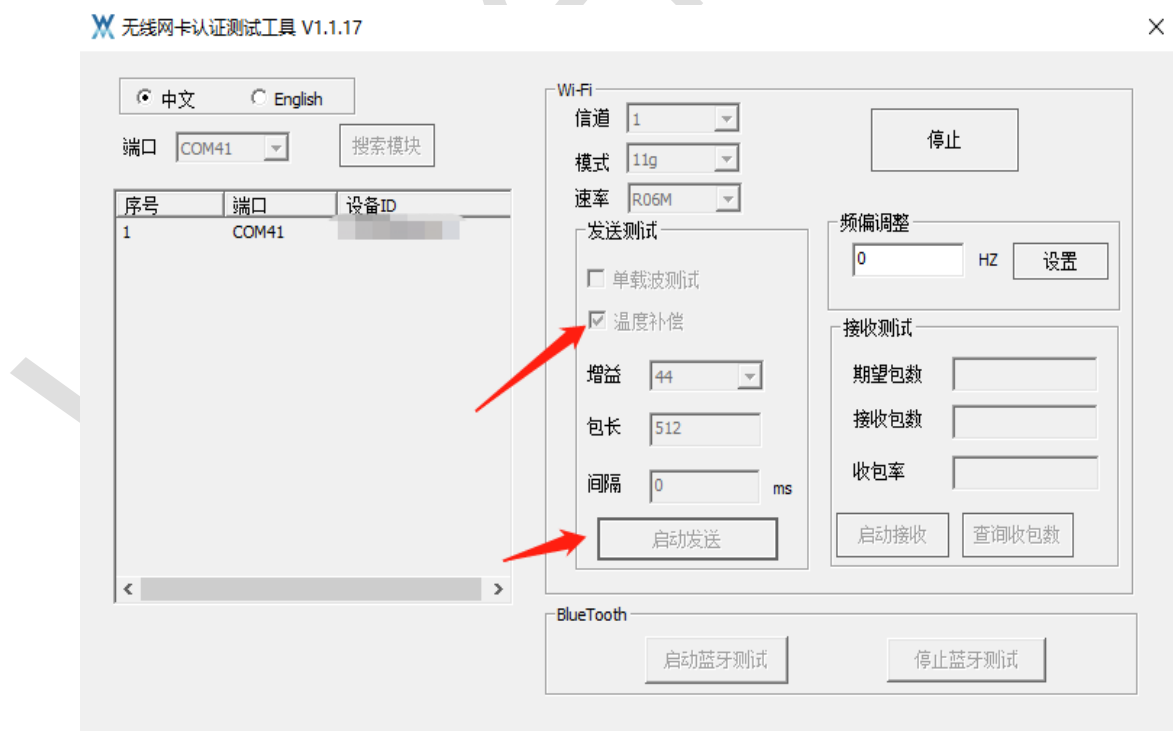 无线网卡认证测试工具 V1.1.17
中文 English
端口 COM41 搜索模块
序号 端口 设备ID
1 COM41
Wi-Fi
信道 1
模式 11g
速率 R06M
停止
发送测试
单载波测试
温度补偿
增益 44
包长 512
间隔 0 ms
启动发送
频偏调整
0 HZ 设置
接收测试
期望包数
接收包数
收包率
启动接收 查询收包数
BlueTooth
启动蓝牙测试 停止蓝牙测试